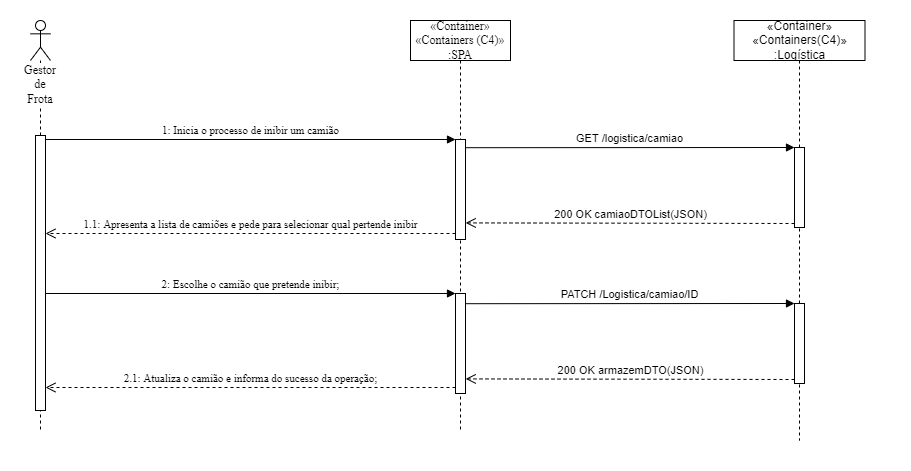 «Container»
«Containers (C4)»
:SPA
«Container»
«Containers(C4)»
:Logística
Gestor
de
Frota
1: Inicia o processo de inibir um camião
GET /logistica/camiao
200 OK camiaoDTOList(JSON)
1.1: Apresenta a lista de camiões e pede para selecionar qual pertende inibir
2: Escolhe o camião que pretende inibir;
PATCH /Logistica/camiao/ID
200 OK armazemDTO(JSON)
2.1: Atualiza o camião e informa do sucesso da operação;